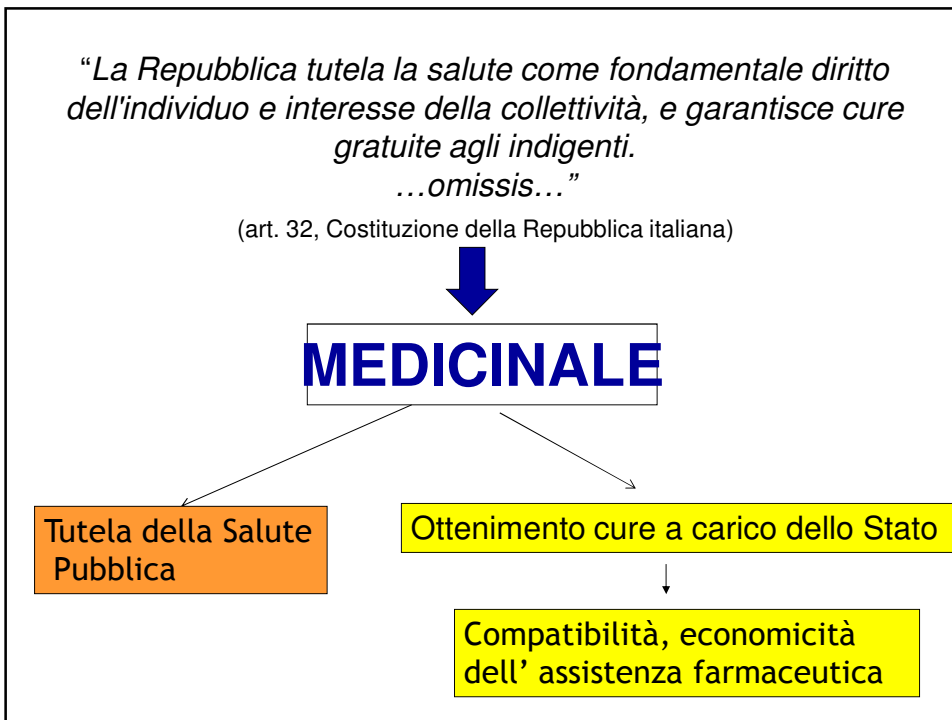 “La Repubblica tutela la salute come fondamentale diritto
dell'individuo e interesse della collettività, e garantisce cure
gratuite agli indigenti.
…omissis…”
(art. 32, Costituzione della Repubblica italiana)
MEDICINALE
Tutela della Salute
Pubblica
Ottenimento cure a carico dello Stato
Compatibilità, economicità
dell’ assistenza farmaceutica